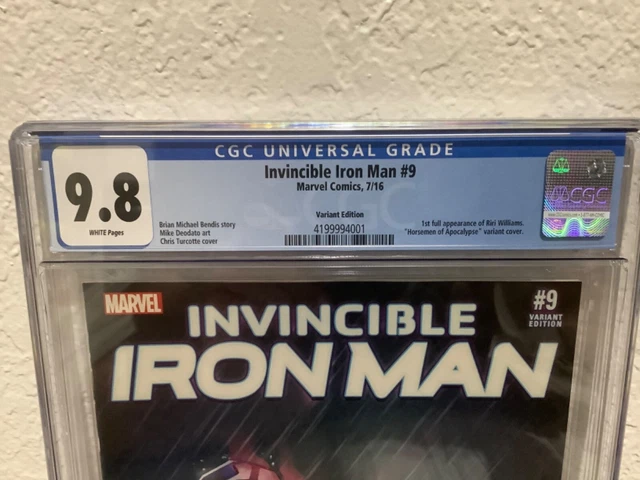 CGC UNIVERSAL GRADE
9.8
WHITE Pages
Invincible Iron Man #9
Marvel Comics, 7/16
Variant Edition
Brian Michael Bendis story
Mike Deodato art
Chris Turcotte cover
4199994001
1st full appearance of Riri Williams.
"Horsemen of Apocalypse" variant cover.
CGC
MARVEL
#9
VARIANT
EDITION
INVINCIBLE
IRON MAN